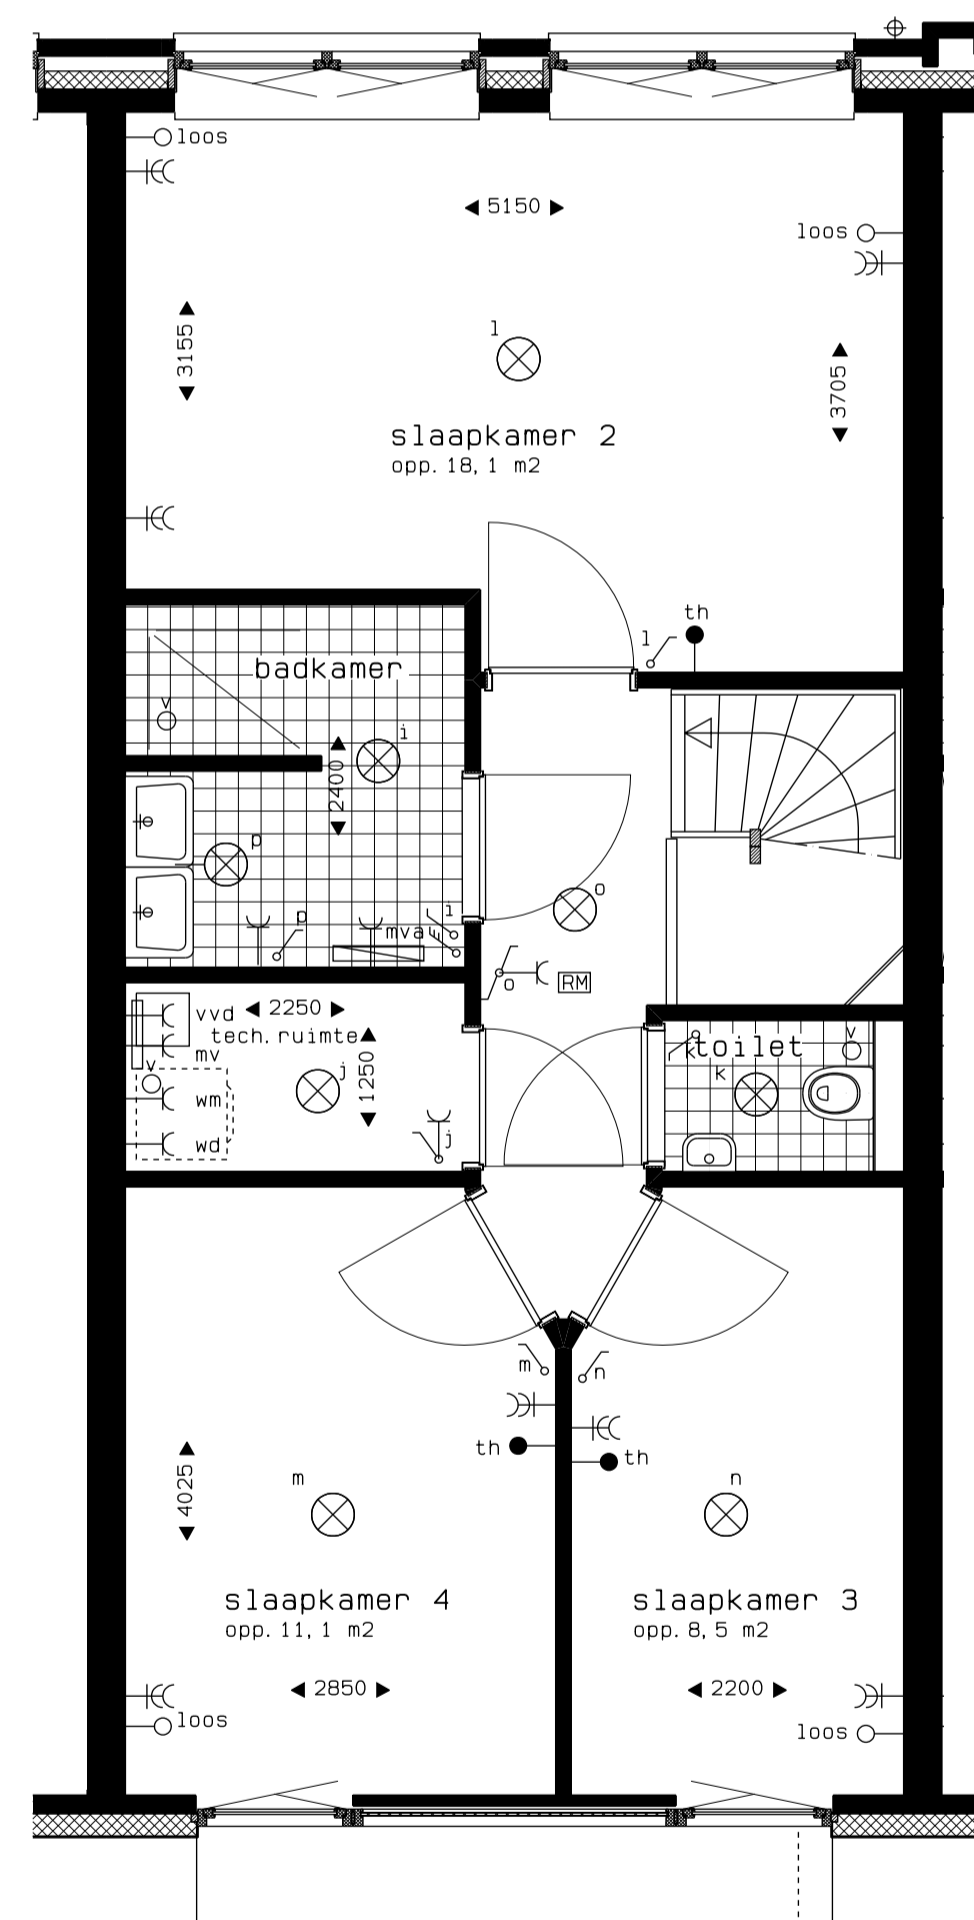 loos
5150
loos
3155
3705
l
slaapkamer 2
opp. 18,1 m2
th
l
badkamer
v
i
2400
p
o
p
i
mva
o
RM
vvd
2250
tech. ruimte
mv
v
j
1250
wm
wd
j
toilet
v
k
k
m
n
th
th
4025
m
n
slaapkamer 4
opp. 11,1 m2
slaapkamer 3
opp. 8,5 m2
2850
2200
loos
loos